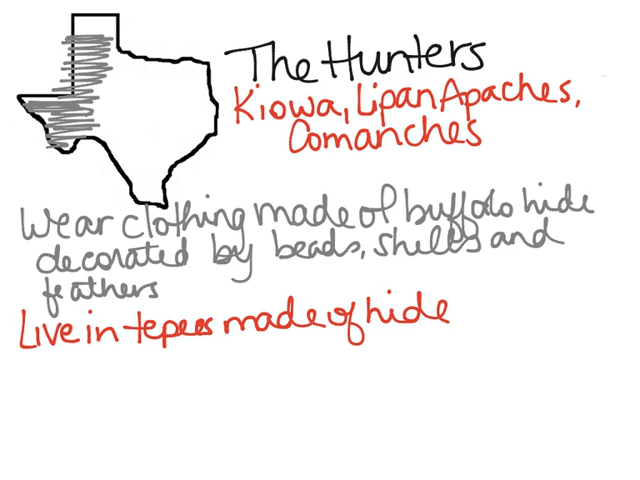 The Hunters
Kiowa, Lipan Apaches,
Comanches
Wear clothing made of buffalo hide
decorated by beads, shells and
feathers
Live in tepees made of hide